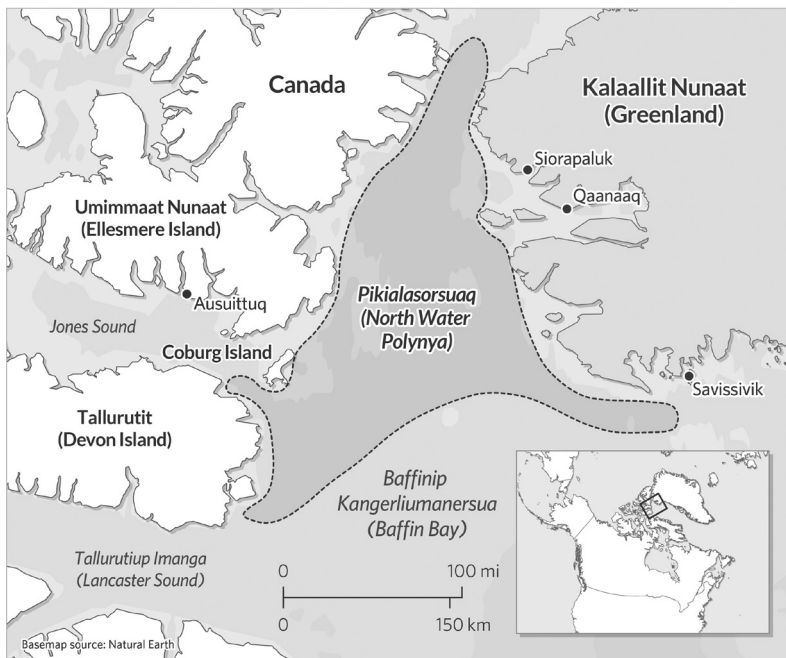 Canada
Kalaallit Nunaat
(Greenland)
Siorapaluk
Qaanaaq
Umimmaat Nunaat
(Ellesmere Island)
Ausuittuq
Pikialasorsuaq
(North Water
Polynya)
Jones Sound
Coburg Island
Savissivik
Tallurutit
(Devon Island)
Baffinip
Kangerliumanersua
(Baffin Bay)
Tallurutiup Imanga
(Lancaster Sound)
0 100 mi
0 150 km
Basemap source: Natural Earth